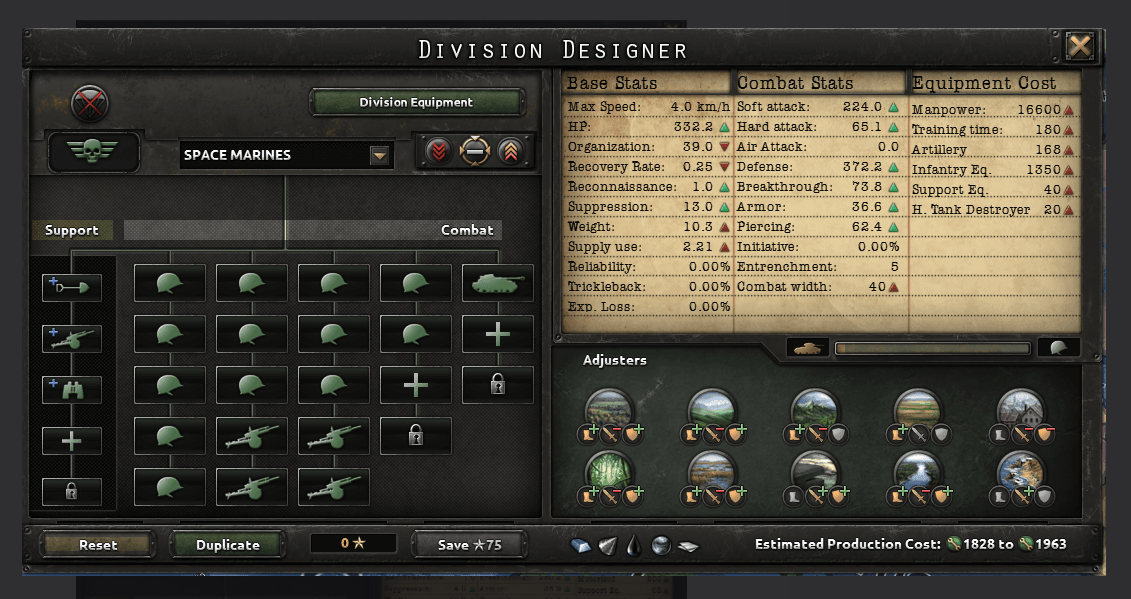 DIVISION DESIGNER
Division Equipment
SPACE MARINES
Support
Combat
Base Stats
Max Speed: 4.0 km/h
HP: 332.2
Organization: 39.0
Recovery Rate: 0.25
Reconnaissance: 1.0
Suppression: 13.0
Weight: 10.3
Supply use: 2.21
Reliability: 0.00%
Trickleback: 0.00%
Exp. Loss: 0.00%
Combat Stats
Soft attack: 224.0
Hard attack: 65.1
Air Attack: 0.0
Defense: 372.2
Breakthrough: 73.8
Armor: 36.6
Piercing: 62.4
Initiative: 0.00%
Entrenchment: 5
Combat width: 40
Equipment Cost
Manpower: 16600
Training time: 180
Artillery 168
Infantry Eq. 1350
Support Eq. 40
H. Tank Destroyer 20
Adjusters
Reset
Duplicate
0
Save 75
Estimated Production Cost: 1828 to 1963